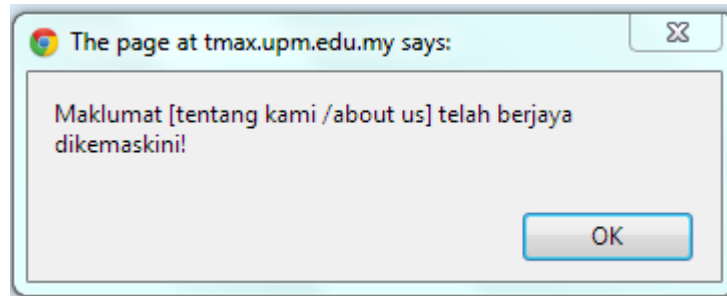 The page at tmax.upm.edu.my says:
Maklumat [tentang kami /about us] telah berjaya
dikemaskini!
OK